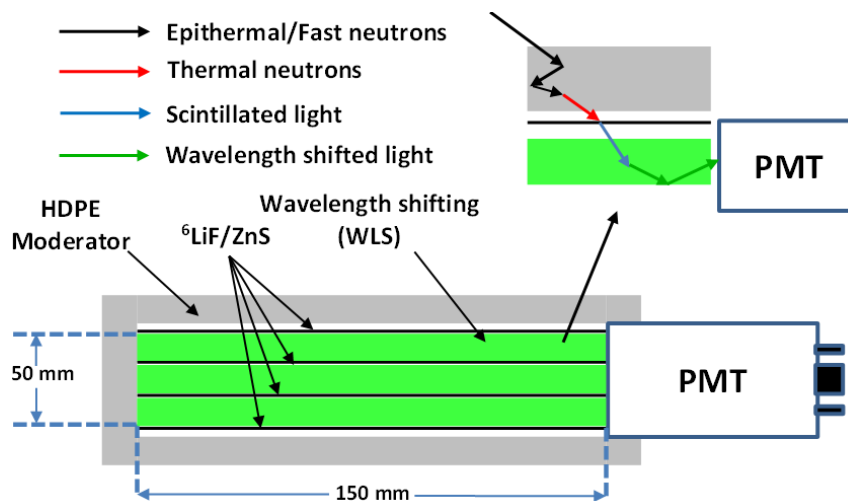 Epithermal/Fast neutrons
Thermal neutrons
Scintillated light
Wavelength shifted light
PMT
HDPE
Moderator
⁶LiF/ZnS
Wavelength shifting
(WLS)
50 mm
PMT
150 mm